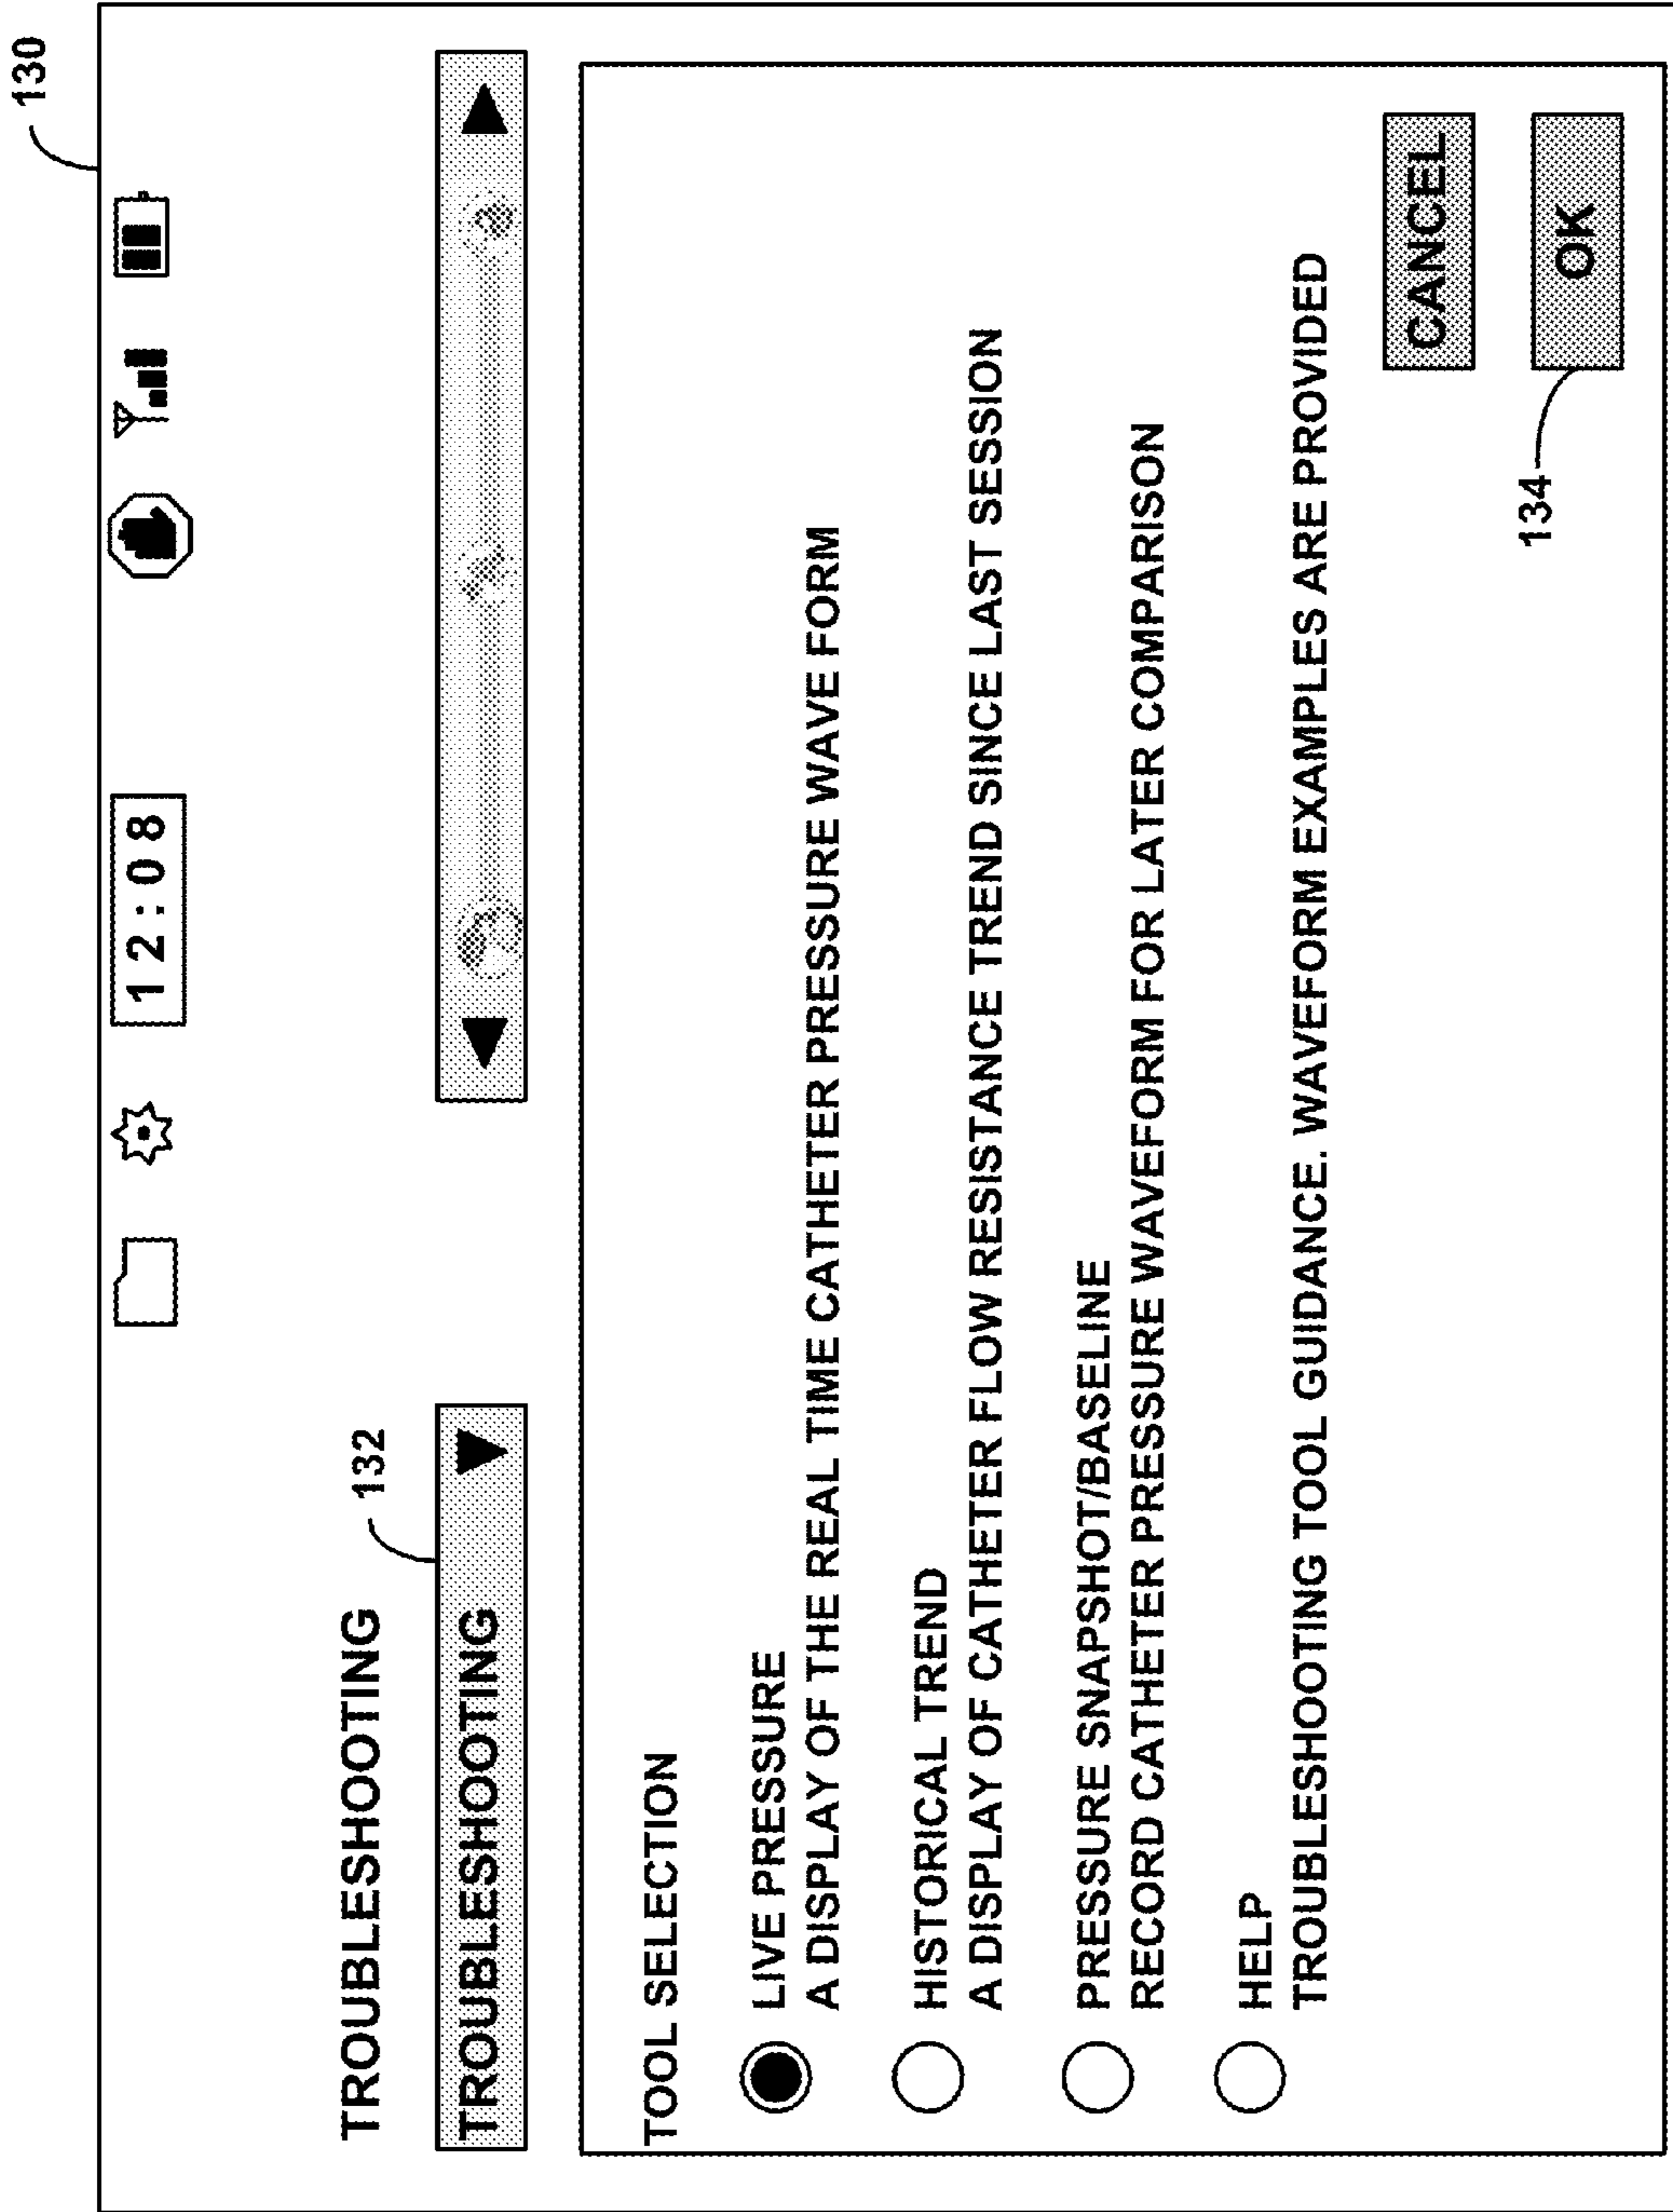 130
12:08
TROUBLESHOOTING
132
TROUBLESHOOTING
TOOL SELECTION
LIVE PRESSURE
A DISPLAY OF THE REAL TIME CATHETER PRESSURE WAVE FORM
HISTORICAL TREND
A DISPLAY OF CATHETER FLOW RESISTANCE TREND SINCE LAST SESSION
PRESSURE SNAPSHOT/BASELINE
RECORD CATHETER PRESSURE WAVEFORM FOR LATER COMPARISON
HELP
TROUBLESHOOTING TOOL GUIDANCE. WAVEFORM EXAMPLES ARE PROVIDED
CANCEL
134
OK